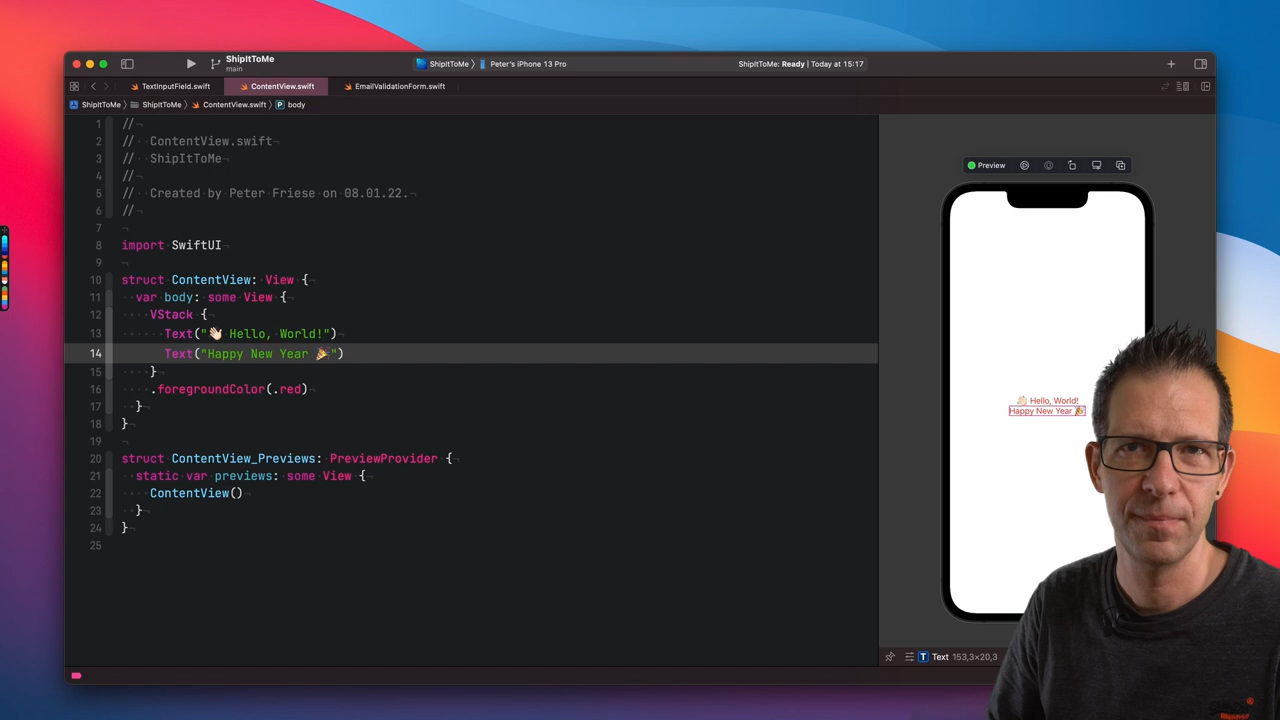 ShipItToMe
main
ShipItToMe 〉 Peter's iPhone 13 Pro
ShipItToMe: Ready | Today at 15:17
TextInputField.swift
ContentView.swift
EmailValidationForm.swift
ShipItToMe 〉 ShipItToMe 〉 ContentView.swift 〉 P body
1 //
2 //  ContentView.swift
3 //  ShipItToMe
4 //
5 //  Created by Peter Friese on 08.01.22.
6 //
7
8 import SwiftUI
9
10 struct ContentView: View {
11   var body: some View {
12     VStack {
13       Text("👋🏻 Hello, World!")
14       Text("Happy New Year 🎉")
15     }
16     .foregroundColor(.red)
17   }
18 }
19
20 struct ContentView_Previews: PreviewProvider {
21   static var previews: some View {
22     ContentView()
23   }
24 }
25
Preview
👋🏻 Hello, World!
Happy New Year 🎉
T Text 153,3×20,3